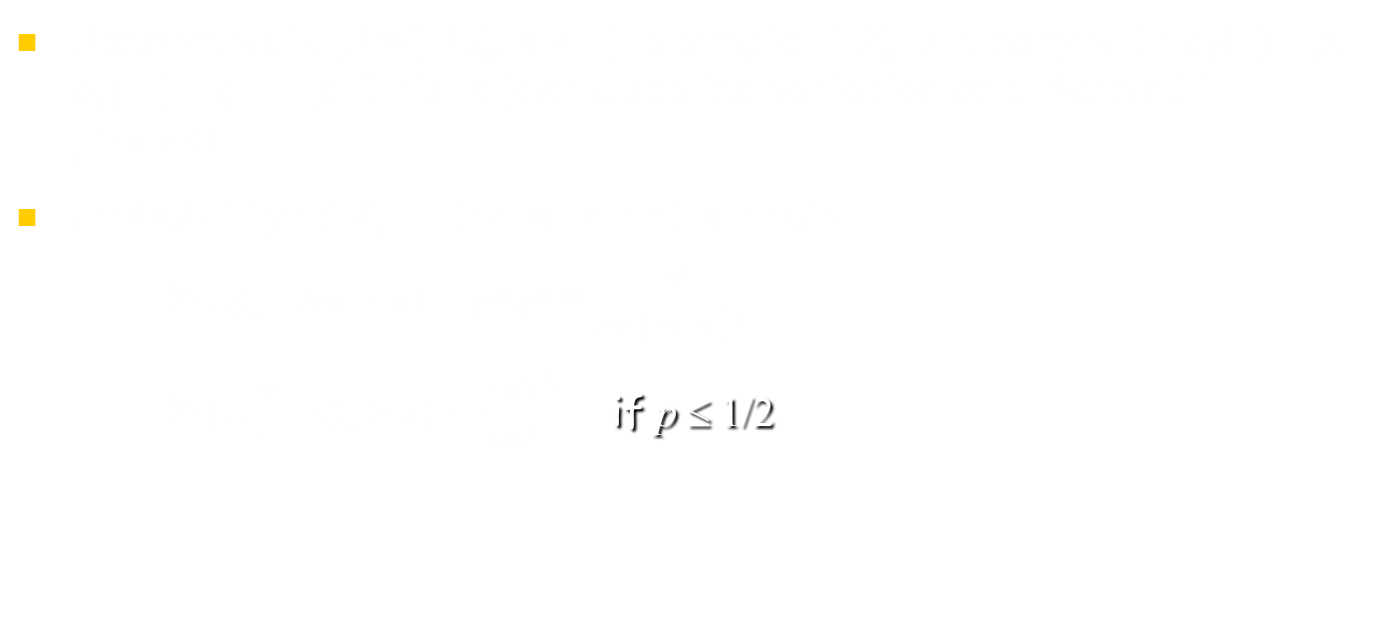 if p ≤ 1/2